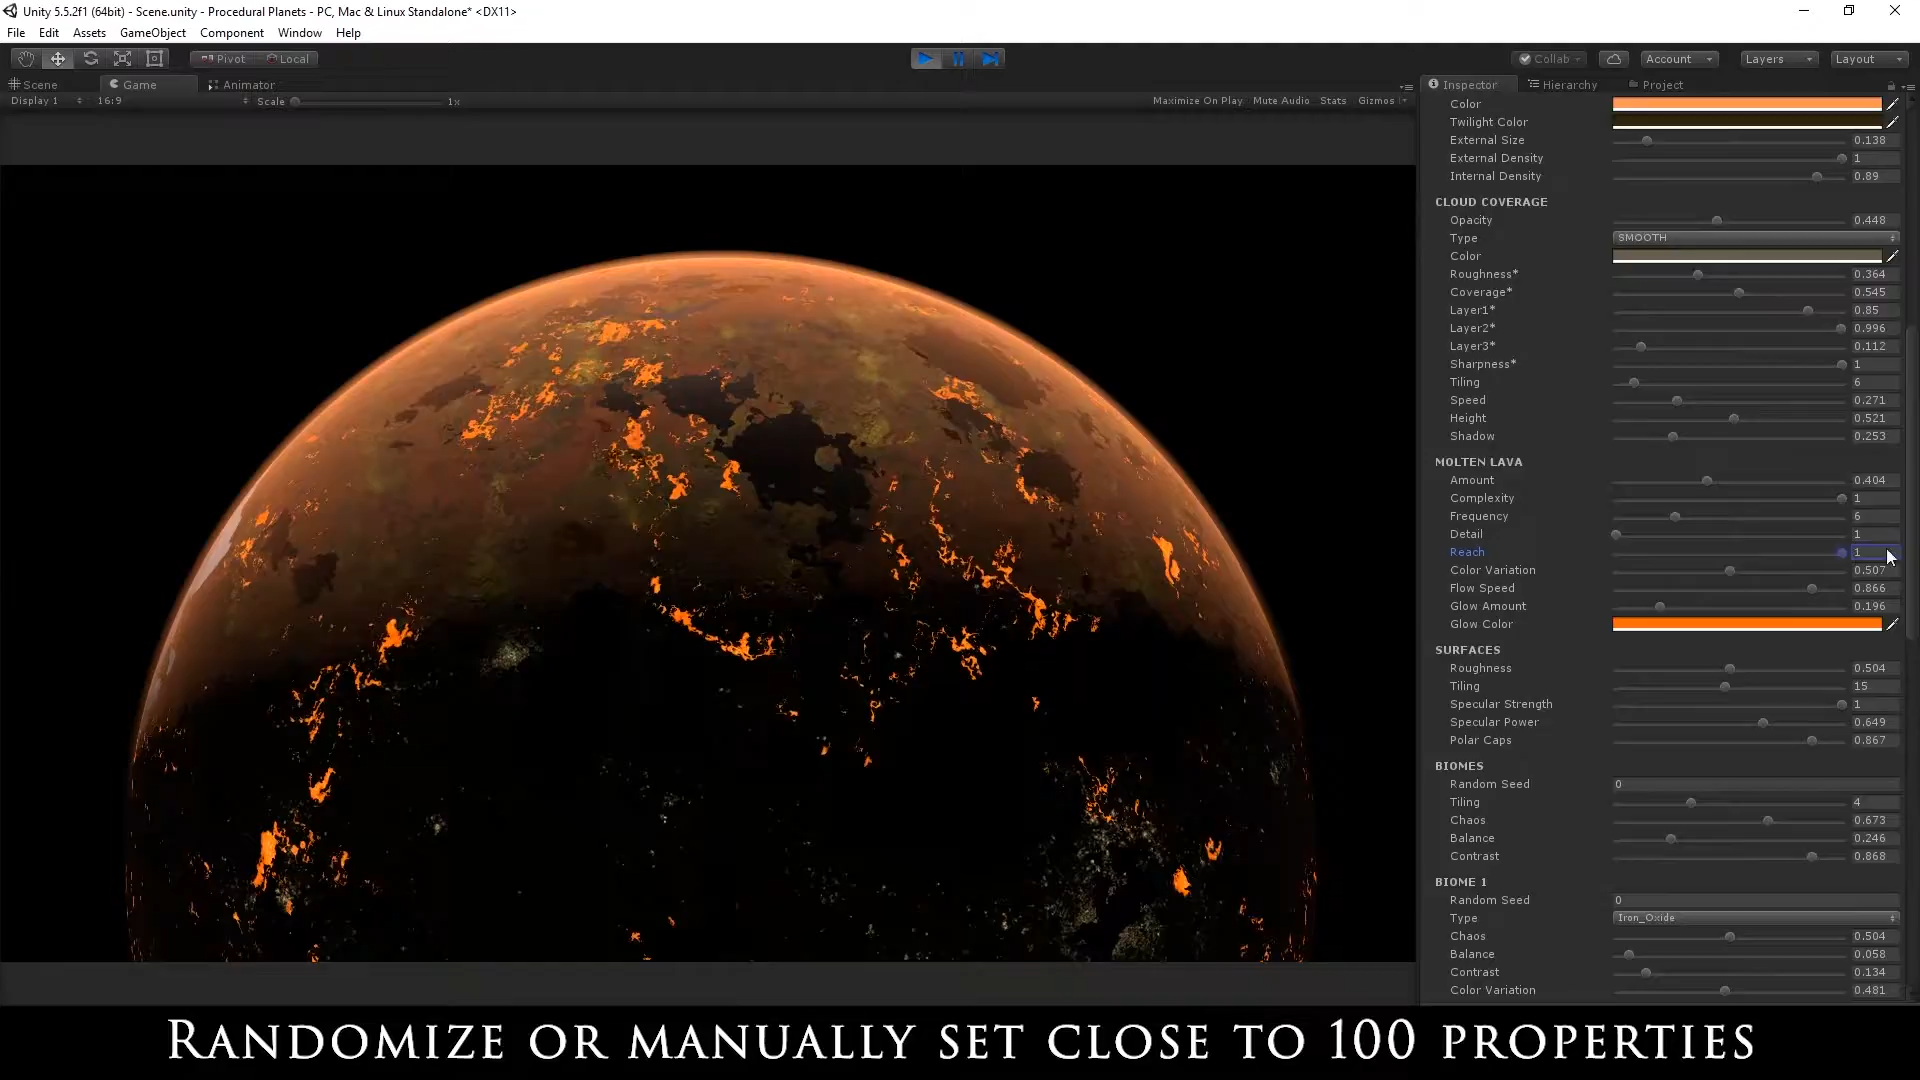 Unity 5.5.2f1 (64bit) - Scene.unity - Procedural Planets - PC, Mac & Linux Standalone* <DX11>
File Edit Assets GameObject Component Window Help
Pivot Local Collab Account Layers Layout
Scene Game Animator Inspector Hierarchy Project
Display 1 16:9 Scale 1x Maximize On Play Mute Audio Stats Gizmos
Color
Twilight Color
External Size 0.138
External Density 1
Internal Density 0.89
CLOUD COVERAGE
Opacity 0.448
Type SMOOTH
Color
Roughness* 0.364
Coverage* 0.545
Layer1* 0.85
Layer2* 0.996
Layer3* 0.112
Sharpness* 1
Tiling 6
Speed 0.271
Height 0.521
Shadow 0.253
MOLTEN LAVA
Amount 0.404
Complexity 1
Frequency 6
Detail 1
Reach 1
Color Variation 0.507
Flow Speed 0.866
Glow Amount 0.196
Glow Color
SURFACES
Roughness 0.504
Tiling 15
Specular Strength 1
Specular Power 0.649
Polar Caps 0.867
BIOMES
Random Seed 0
Tiling 4
Chaos 0.673
Balance 0.246
Contrast 0.868
BIOME 1
Random Seed 0
Type Iron_Oxide
Chaos 0.504
Balance 0.058
Contrast 0.134
Color Variation 0.481
RANDOMIZE OR MANUALLY SET CLOSE TO 100 PROPERTIES